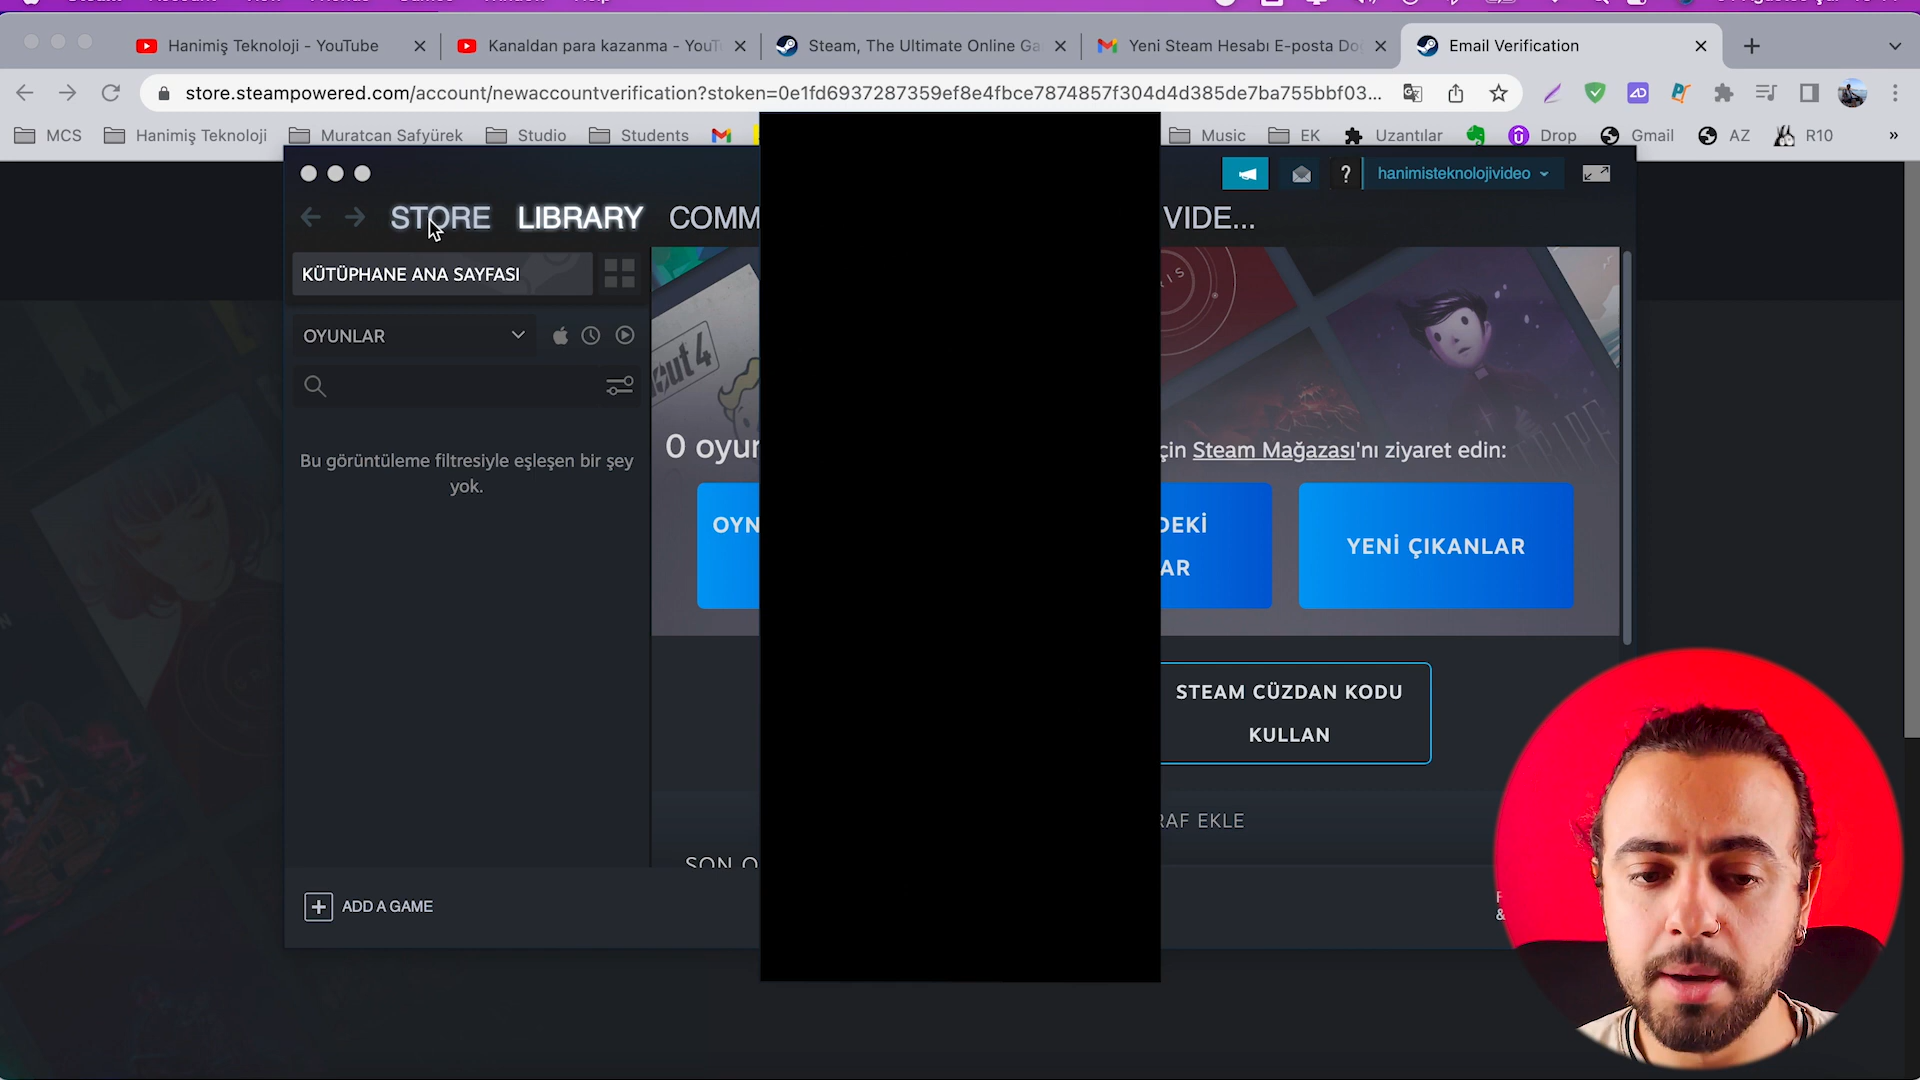 Hanimiş Teknoloji - YouTube
Kanaldan para kazanma - YouT
Steam, The Ultimate Online Ga
Yeni Steam Hesabı E-posta Do
Email Verification
store.steampowered.com/account/newaccountverification?stoken=0e1fd6937287359ef8e4fbce7874857f304d4d385de7ba755bbf03...
MCS
Hanimiş Teknoloji
Muratcan Safyürek
Studio
Students
Music
EK
Uzantılar
Drop
Gmail
AZ
R10
»
?
hanimisteknolojivideo
STORE
LIBRARY
COMM
VIDE...
KÜTÜPHANE ANA SAYFASI
OYUNLAR
Bu görüntüleme filtresiyle eşleşen bir şey
yok.
out 4
0 oyun
çin Steam Mağazası'nı ziyaret edin:
OYN
DEKİ
AR
YENİ ÇIKANLAR
STEAM CÜZDAN KODU
KULLAN
RAF EKLE
SON O
ADD A GAME
&